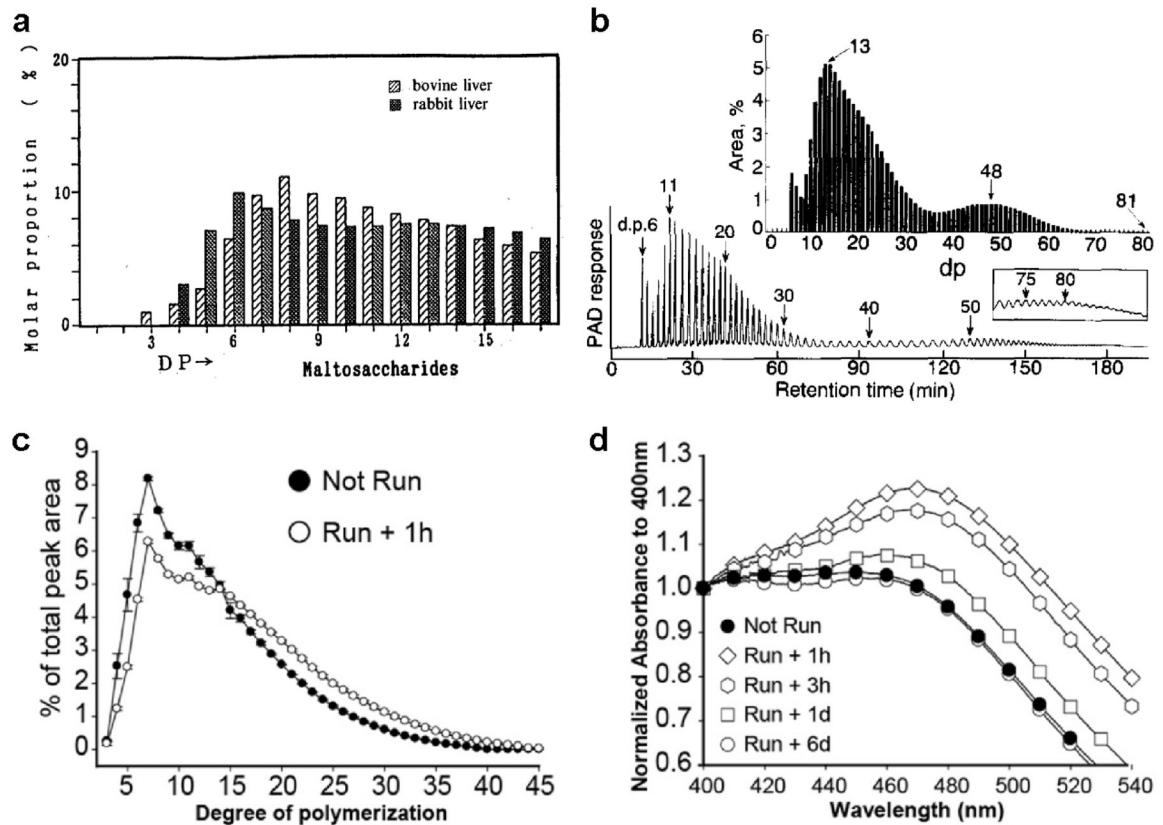 a
Molar proportion ( % )
20
10
0
bovine liver
rabbit liver
3 6 9 12 15
DP→
Maltosaccharides
b
Area, %
6
5
4
3
2
1
0
13
48
81
0 10 20 30 40 50 60 70 80
dp
PAD response
d.p.6
11
20
30
40
50
75 80
0 30 60 90 120 150 180
Retention time (min)
c
% of total peak area
9
8
7
6
5
4
3
2
1
0
Not Run
Run + 1h
5 10 15 20 25 30 35 40 45
Degree of polymerization
d
Normalized Absorbance to 400nm
1.3
1.2
1.1
1.0
0.9
0.8
0.7
0.6
Not Run
Run + 1h
Run + 3h
Run + 1d
Run + 6d
400 420 440 460 480 500 520 540
Wavelength (nm)